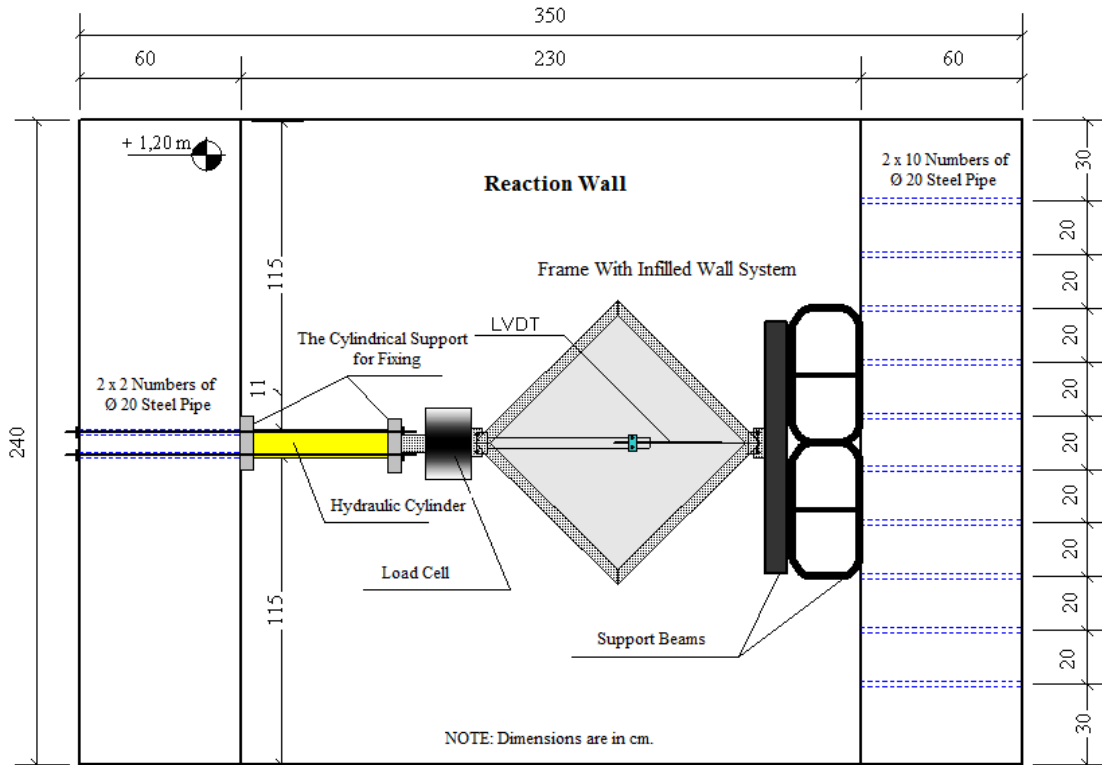 350
60
230
60
+ 1,20 m
2 x 10 Numbers of
Ø 20 Steel Pipe
30
Reaction Wall
20
20
115
Frame With Infilled Wall System
20
LVDT
The Cylindrical Support
for Fixing
20
2 x 2 Numbers of
Ø 20 Steel Pipe
11
20
240
20
Hydraulic Cylinder
20
Load Cell
20
115
Support Beams
20
30
NOTE: Dimensions are in cm.